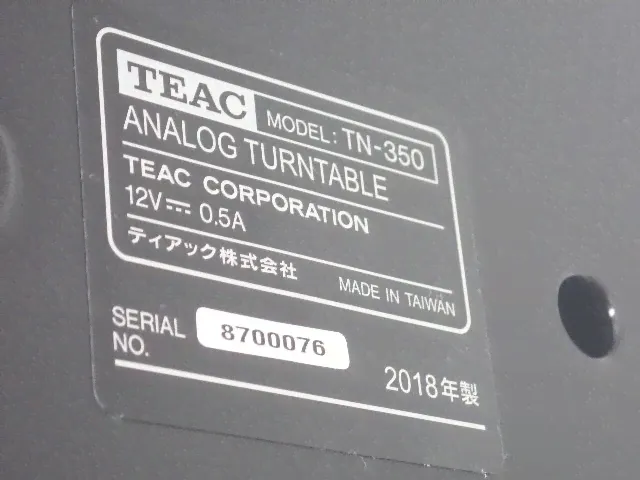 TEAC MODEL: TN-350
ANALOG TURNTABLE
TEAC CORPORATION
12V⎓ 0.5A
ティアック株式会社
MADE IN TAIWAN
SERIAL NO. 8700076
2018年製